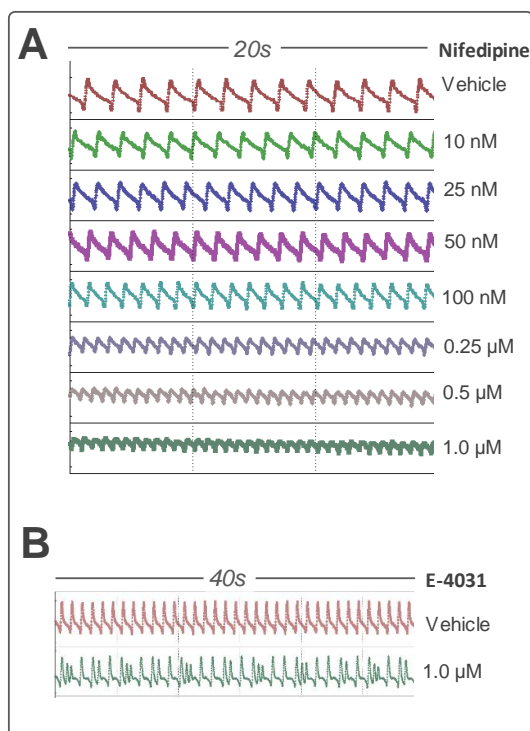 A
20s
Nifedipine
Vehicle
10 nM
25 nM
50 nM
100 nM
0.25 µM
0.5 µM
1.0 µM
B
40s
E-4031
Vehicle
1.0 µM